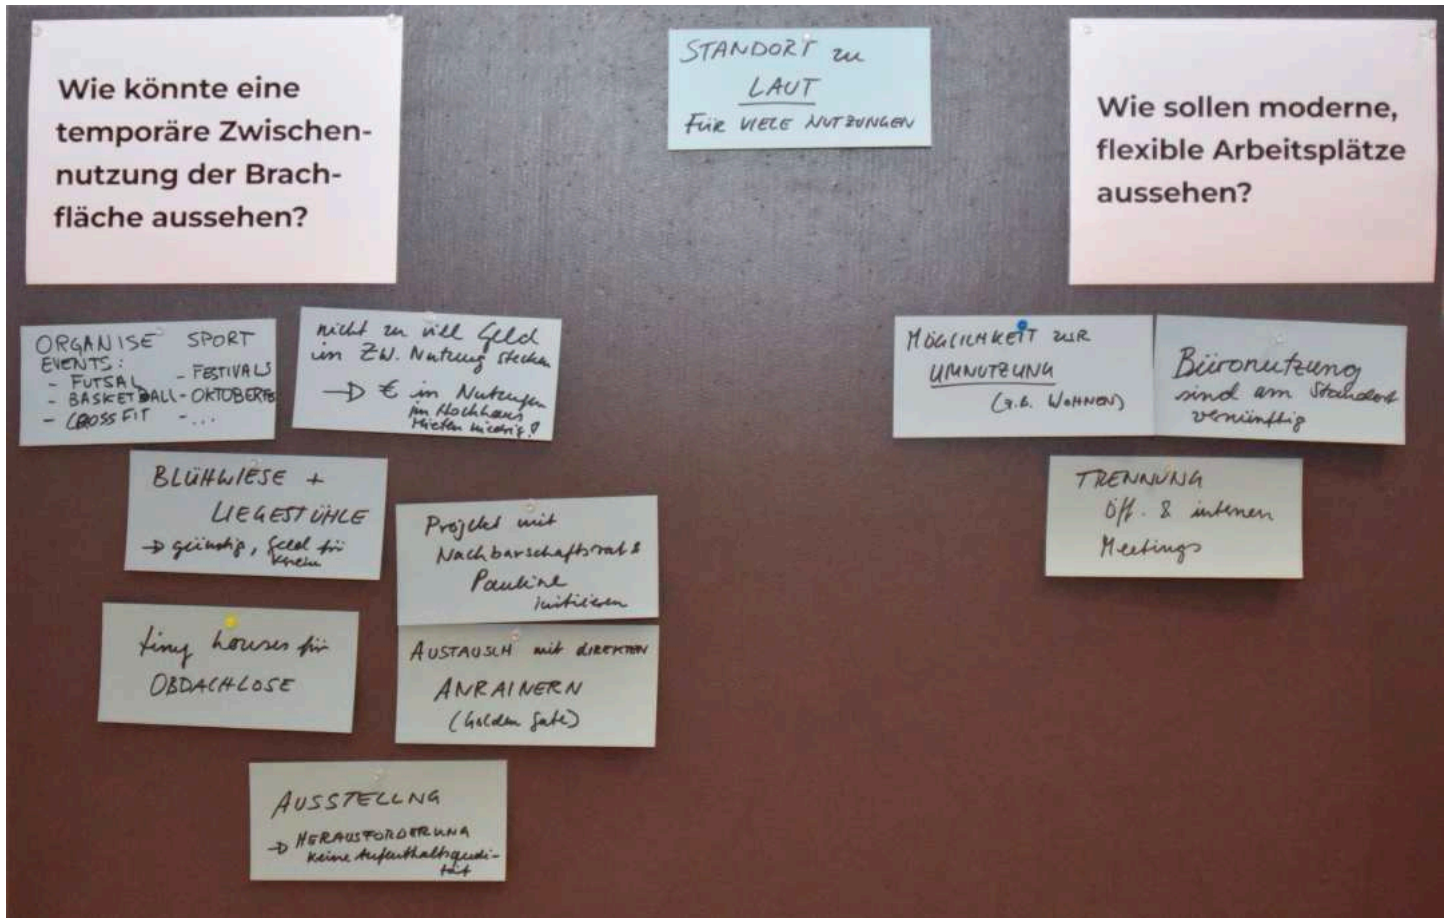 Wie könnte eine
temporäre Zwischen-
nutzung der Brach-
fläche aussehen?
STANDORT zu
LAUT
FÜR VIELE NUTZUNGEN
Wie sollen moderne,
flexible Arbeitsplätze
aussehen?
ORGANISE SPORT
EVENTS:
- FUTSAL - FESTIVALS
- BASKETBALL - OKTOBERFES
- CROSSFIT - ...
nicht zu viel Geld
in ZW. Nutzung stecken
→ € in Nutzungen
im Hochhaus
Mieten niedrig!
BLÜHWIESE +
LIEGESTÜHLE
→ günstig, Geld für
Projekt mit
Nachbarschaftsrat &
Pauline
initiieren
tiny houses für
OBDACHLOSE
AUSTAUSCH mit DIREKTEN
ANRAINERN
(Golden Gate)
AUSSTELLNG
→ HERAUSFORDERUNG
keine Aufenthaltsquali-
tät
MÖGLICHKEIT ZUR
UMNUTZUNG
(z.B. WOHNEN)
Büronutzung
sind am Standort
vernünftig
TRENNUNG
öff. & internen
Meetings